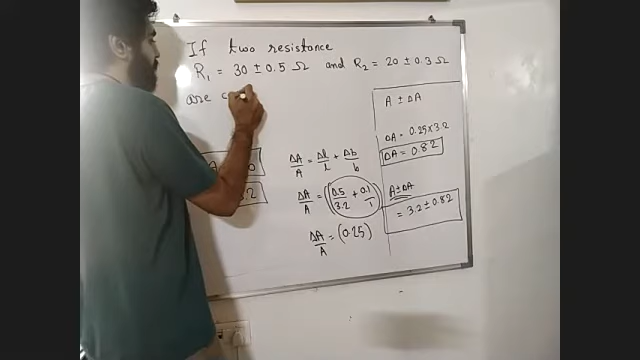 If two resistance
R₁ = 30 ± 0.5 Ω and R₂ = 20 ± 0.3 Ω
are c
3.2
ΔA/A = Δl/l + Δb/b
ΔA/A = (0.5/3.2 + 0.1/1)
ΔA/A = (0.25)
A ± ΔA
ΔA = 0.25×3.2
ΔA = 0.82
A ± ΔA
= 3.2 ± 0.82